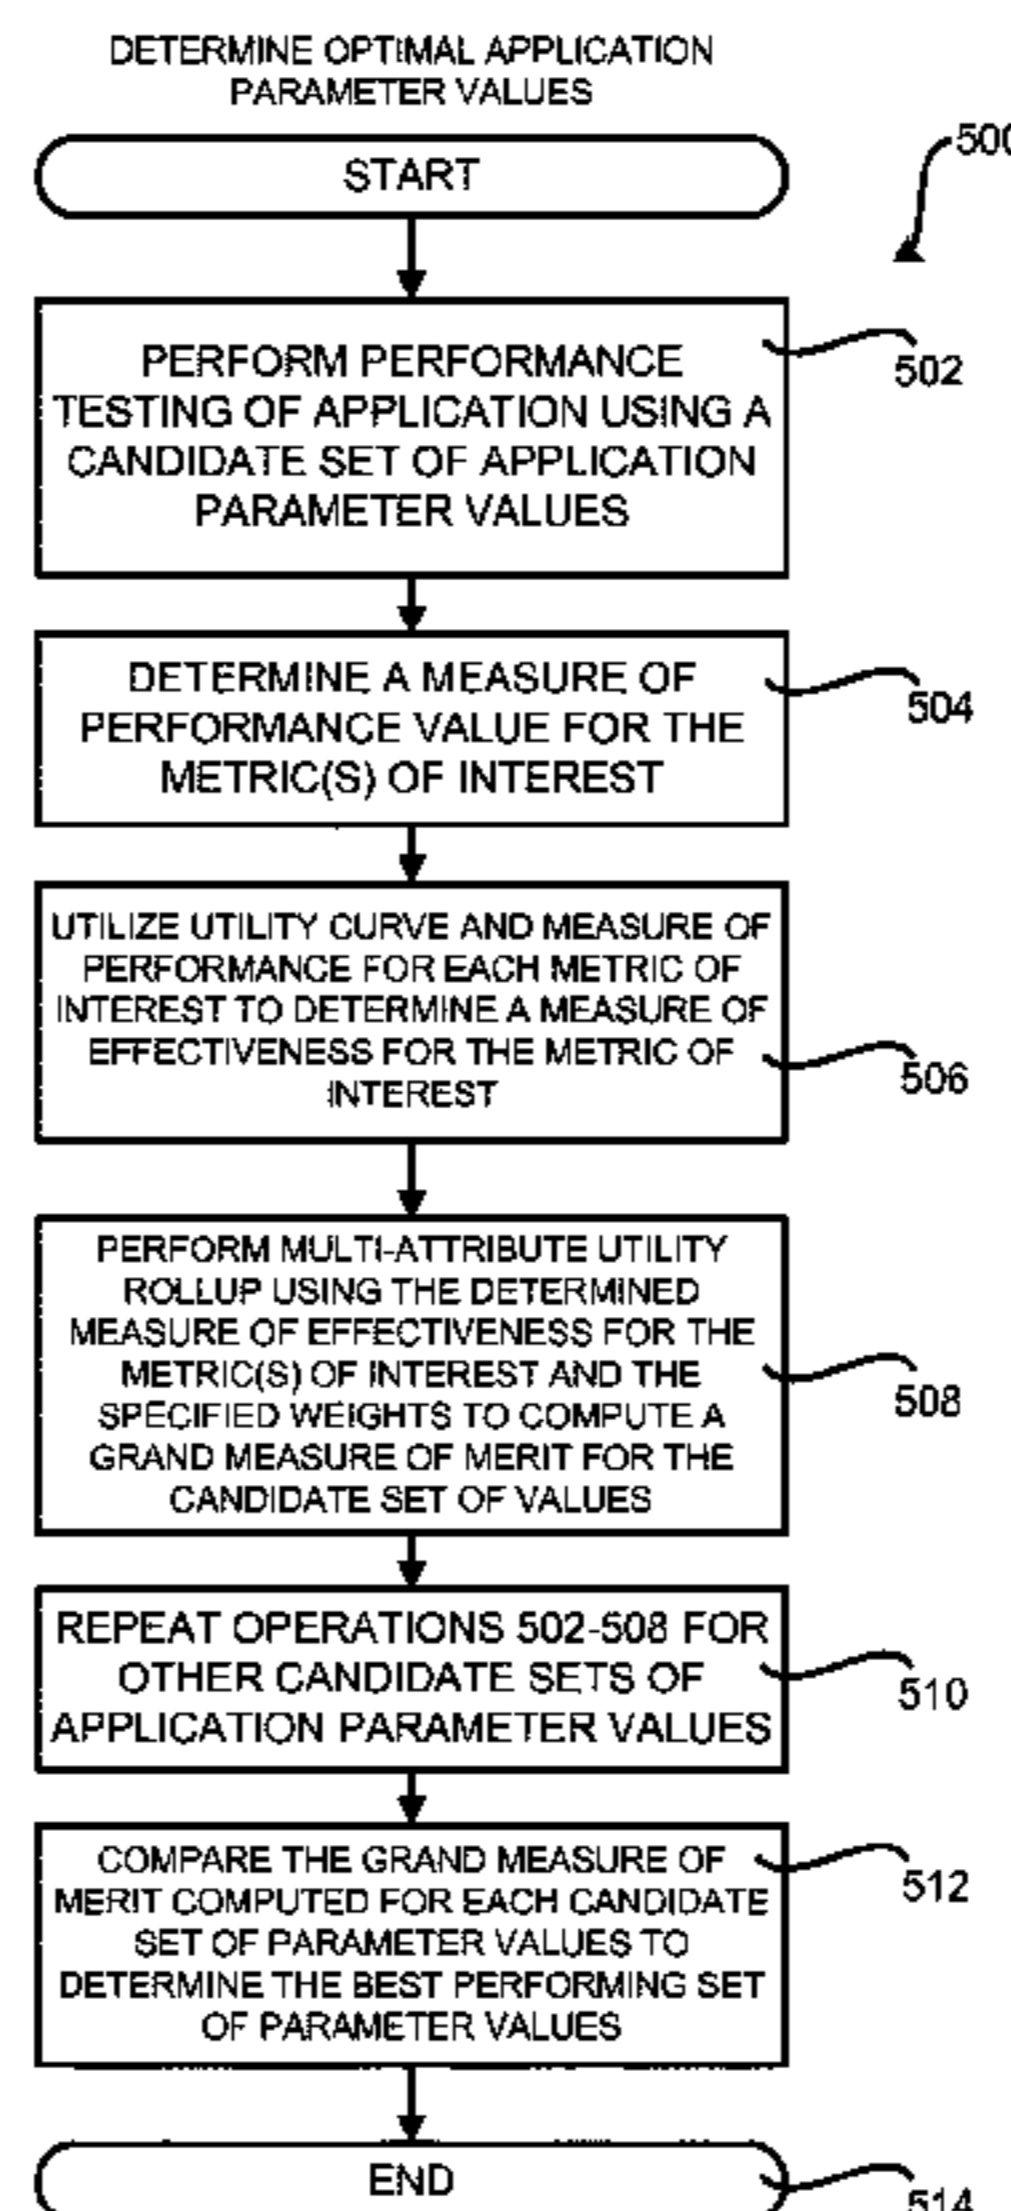 DETERMINE OPTIMAL APPLICATION
PARAMETER VALUES
START
500
PERFORM PERFORMANCE
TESTING OF APPLICATION USING A
CANDIDATE SET OF APPLICATION
PARAMETER VALUES
502
DETERMINE A MEASURE OF
PERFORMANCE VALUE FOR THE
METRIC(S) OF INTEREST
504
UTILIZE UTILITY CURVE AND MEASURE OF
PERFORMANCE FOR EACH METRIC OF
INTEREST TO DETERMINE A MEASURE OF
EFFECTIVENESS FOR THE METRIC OF
INTEREST
506
PERFORM MULTI-ATTRIBUTE UTILITY
ROLLUP USING THE DETERMINED
MEASURE OF EFFECTIVENESS FOR THE
METRIC(S) OF INTEREST AND THE
SPECIFIED WEIGHTS TO COMPUTE A
GRAND MEASURE OF MERIT FOR THE
CANDIDATE SET OF VALUES
508
REPEAT OPERATIONS 502-508 FOR
OTHER CANDIDATE SETS OF
APPLICATION PARAMETER VALUES
510
COMPARE THE GRAND MEASURE OF
MERIT COMPUTED FOR EACH CANDIDATE
SET OF PARAMETER VALUES TO
DETERMINE THE BEST PERFORMING SET
OF PARAMETER VALUES
512
END
514